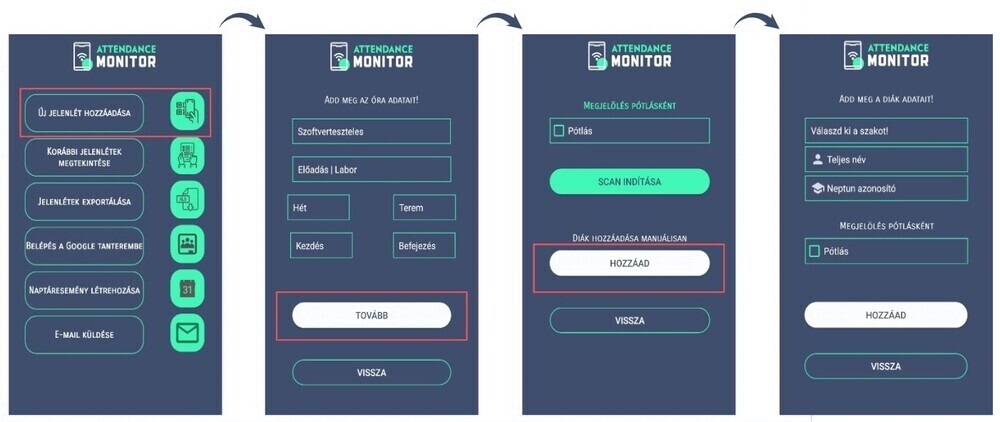 ATTENDANCE
MONITOR
ÚJ JELENLÉT HOZZÁADÁSA
KORÁBBI JELENLÉTEK
MEGTEKINTÉSE
JELENLÉTEK EXPORTÁLÁSA
BELÉPÉS A GOOGLE TANTEREMBE
NAPTÁRESEMÉNY LÉTREHOZÁSA
31
E-MAIL KÜLDÉSE
ATTENDANCE
MONITOR
ADD MEG AZ ÓRA ADATAIT!
Szoftverteszteles
Előadás | Labor
Hét
Terem
Kezdés
Befejezés
TOVÁBB
VISSZA
ATTENDANCE
MONITOR
MEGJELÖLÉS PÓTLÁSKÉNT
Pótlás
SCAN INDÍTÁSA
DIÁK HOZZÁADÁSA MANUÁLISAN
HOZZÁAD
VISSZA
ATTENDANCE
MONITOR
ADD MEG A DIÁK ADATAIT!
Válaszd ki a szakot!
Teljes név
Neptun azonosító
MEGJELÖLÉS PÓTLÁSKÉNT
Pótlás
HOZZÁAD
VISSZA